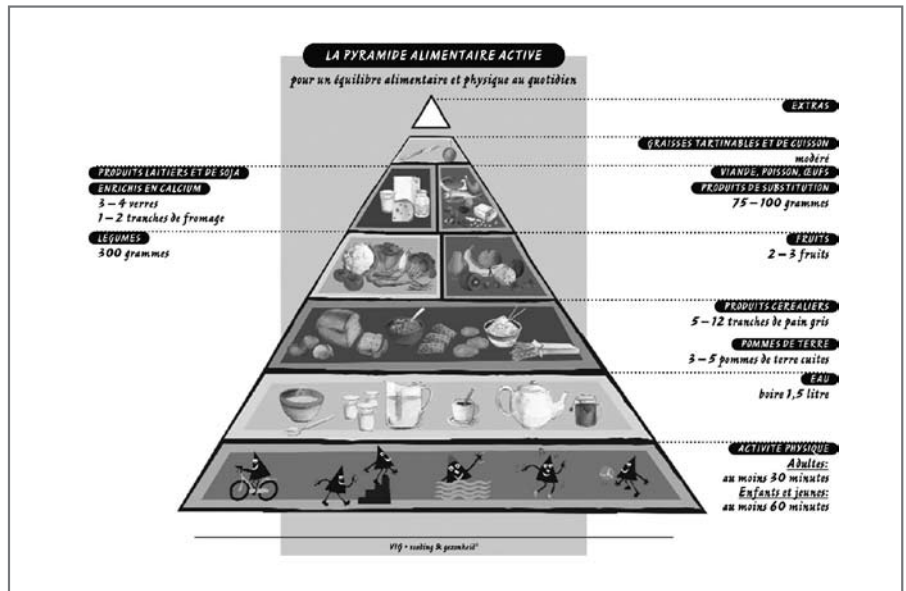 LA PYRAMIDE ALIMENTAIRE ACTIVE
pour un équilibre alimentaire et physique au quotidien
EXTRAS
GRAISSES TARTINABLES ET DE CUISSON
modéré
PRODUITS LAITIERS ET DE SOJA
ENRICHIS EN CALCIUM
3 – 4 verres
1 – 2 tranches de fromage
VIANDE, POISSON, ŒUFS
PRODUITS DE SUBSTITUTION
75 – 100 grammes
LÉGUMES
300 grammes
FRUITS
2 – 3 fruits
PRODUITS CÉRÉALIERS
5 – 12 tranches de pain gris
POMMES DE TERRE
3 – 5 pommes de terre cuites
EAU
boire 1,5 litre
ACTIVITÉ PHYSIQUE
Adultes:
au moins 30 minutes
Enfants et jeunes:
au moins 60 minutes